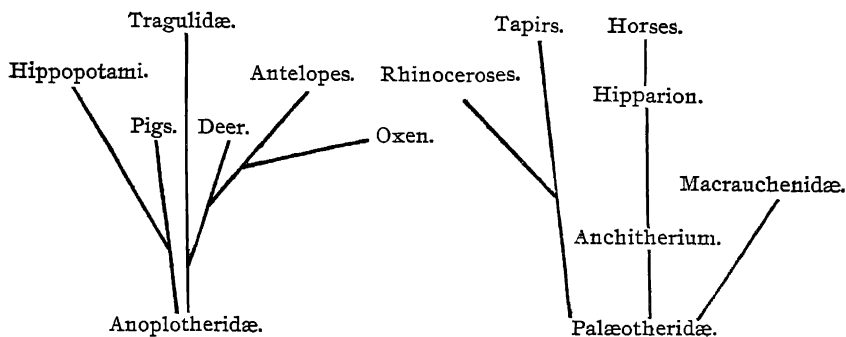 Tragulidæ.
Tapirs.
Horses.
Hippopotami.
Antelopes.
Rhinoceroses.
Hipparion.
Pigs.
Deer.
Oxen.
Macrauchenidæ.
Anchitherium.
Anoplotheridæ.
Palæotheridæ.